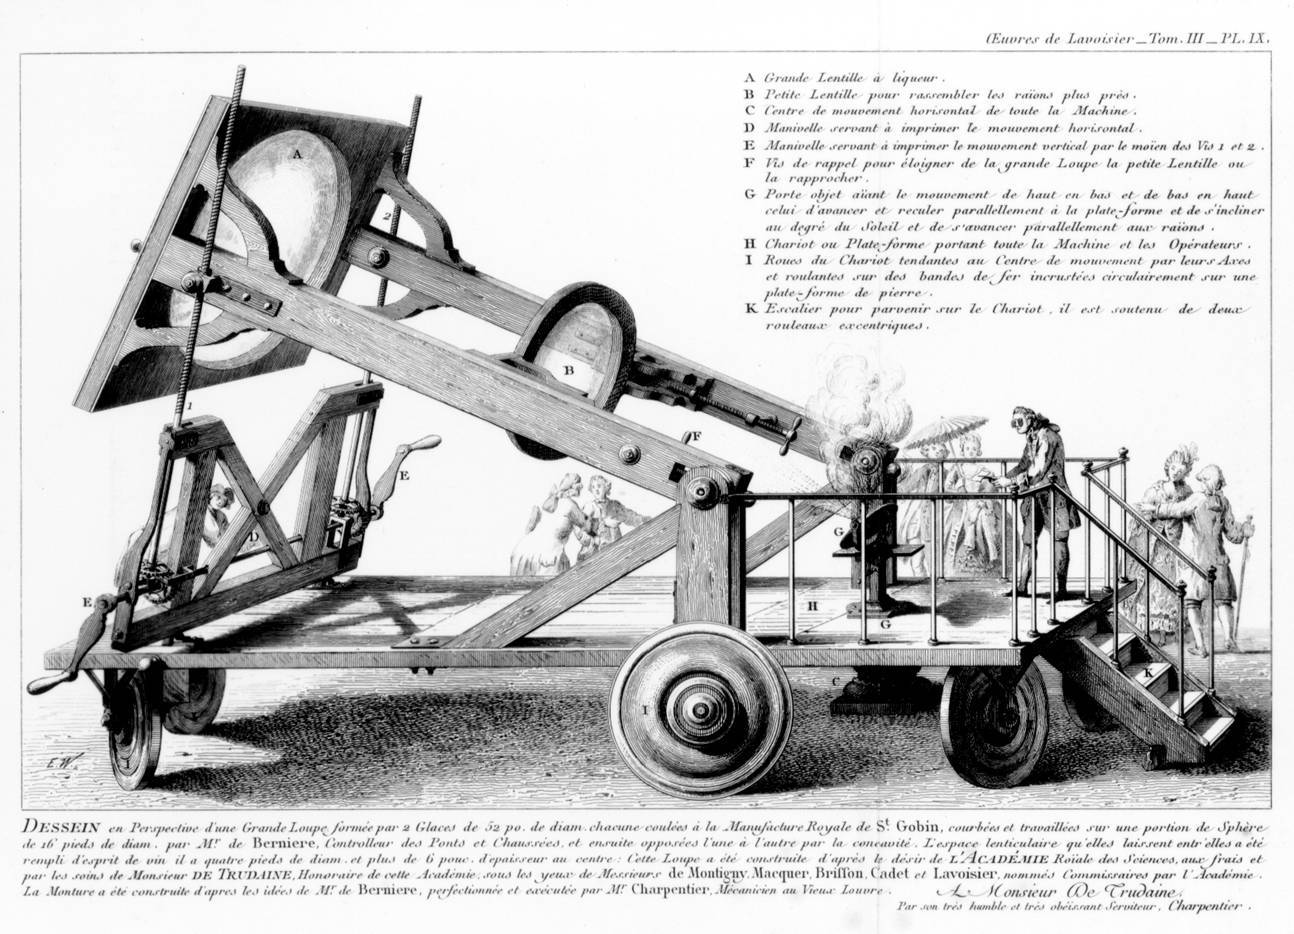 Œuvres de Lavoisier _ Tom. III _ PL. IX.
A Grande Lentille à liqueur.
B Petite Lentille pour rassembler les raïons plus près.
C Centre de mouvement horisontal de toute la Machine.
D Manivelle servant à imprimer le mouvement horisontal.
E Manivelle servant à imprimer le mouvement vertical par le moïen des Vis 1 et 2.
F Vis de rappel pour éloigner de la grande Loupe la petite Lentille ou
la rapprocher.
G Porte objet aïant le mouvement de haut en bas et de bas en haut
celui d'avancer et reculer parallellement à la plate-forme et de s'incliner
au degré du Soleil et de s'avancer parallellement aux raïons.
H Chariot ou Plate-forme portant toute la Machine et les Opérateurs.
I Roues du Chariot tendantes au Centre de mouvement par leurs Axes
et roulantes sur des bandes de fer incrustées circulairement sur une
plate-forme de pierre.
K Escalier pour parvenir sur le Chariot, il est soutenu de deux
rouleaux excentriques.
A
2
B
1
F
E
D
G
E
H
G
K
C
I
I
E.W.
DESSEIN en Perspective d'une Grande Loupe formée par 2 Glaces de 52 po. de diam. chacune coulées à la Manufacture Royale de St. Gobin, courbées et travaillées sur une portion de Sphère
de 16 pieds de diam. par Mr. de Berniere, Controlleur des Ponts et Chaussées, et ensuite opposées l'une à l'autre par la concavité. L'espace lenticulaire qu'elles laissent entr'elles a été
rempli d'esprit de vin il a quatre pieds de diam. et plus de 6 pouc. d'épaisseur au centre : Cette Loupe a été construite d'après le désir de L'ACADÉMIE Roïale des Sciences, aux frais et
par les soins de Monsieur DE TRUDAINE, Honoraire de cette Académie, sous les yeux de Messieurs de Montigny, Macquer, Brisson, Cadet et Lavoisier, nommés Commissaires par l'Académie.
La Monture a été construite d'apres les idées de Mr. de Berniere, perfectionnée et exécutée par Mr. Charpentier, Mécanicien au Vieux Louvre.
A Monsieur De Trudaine.
Par son très humble et très obéissant Serviteur, Charpentier.